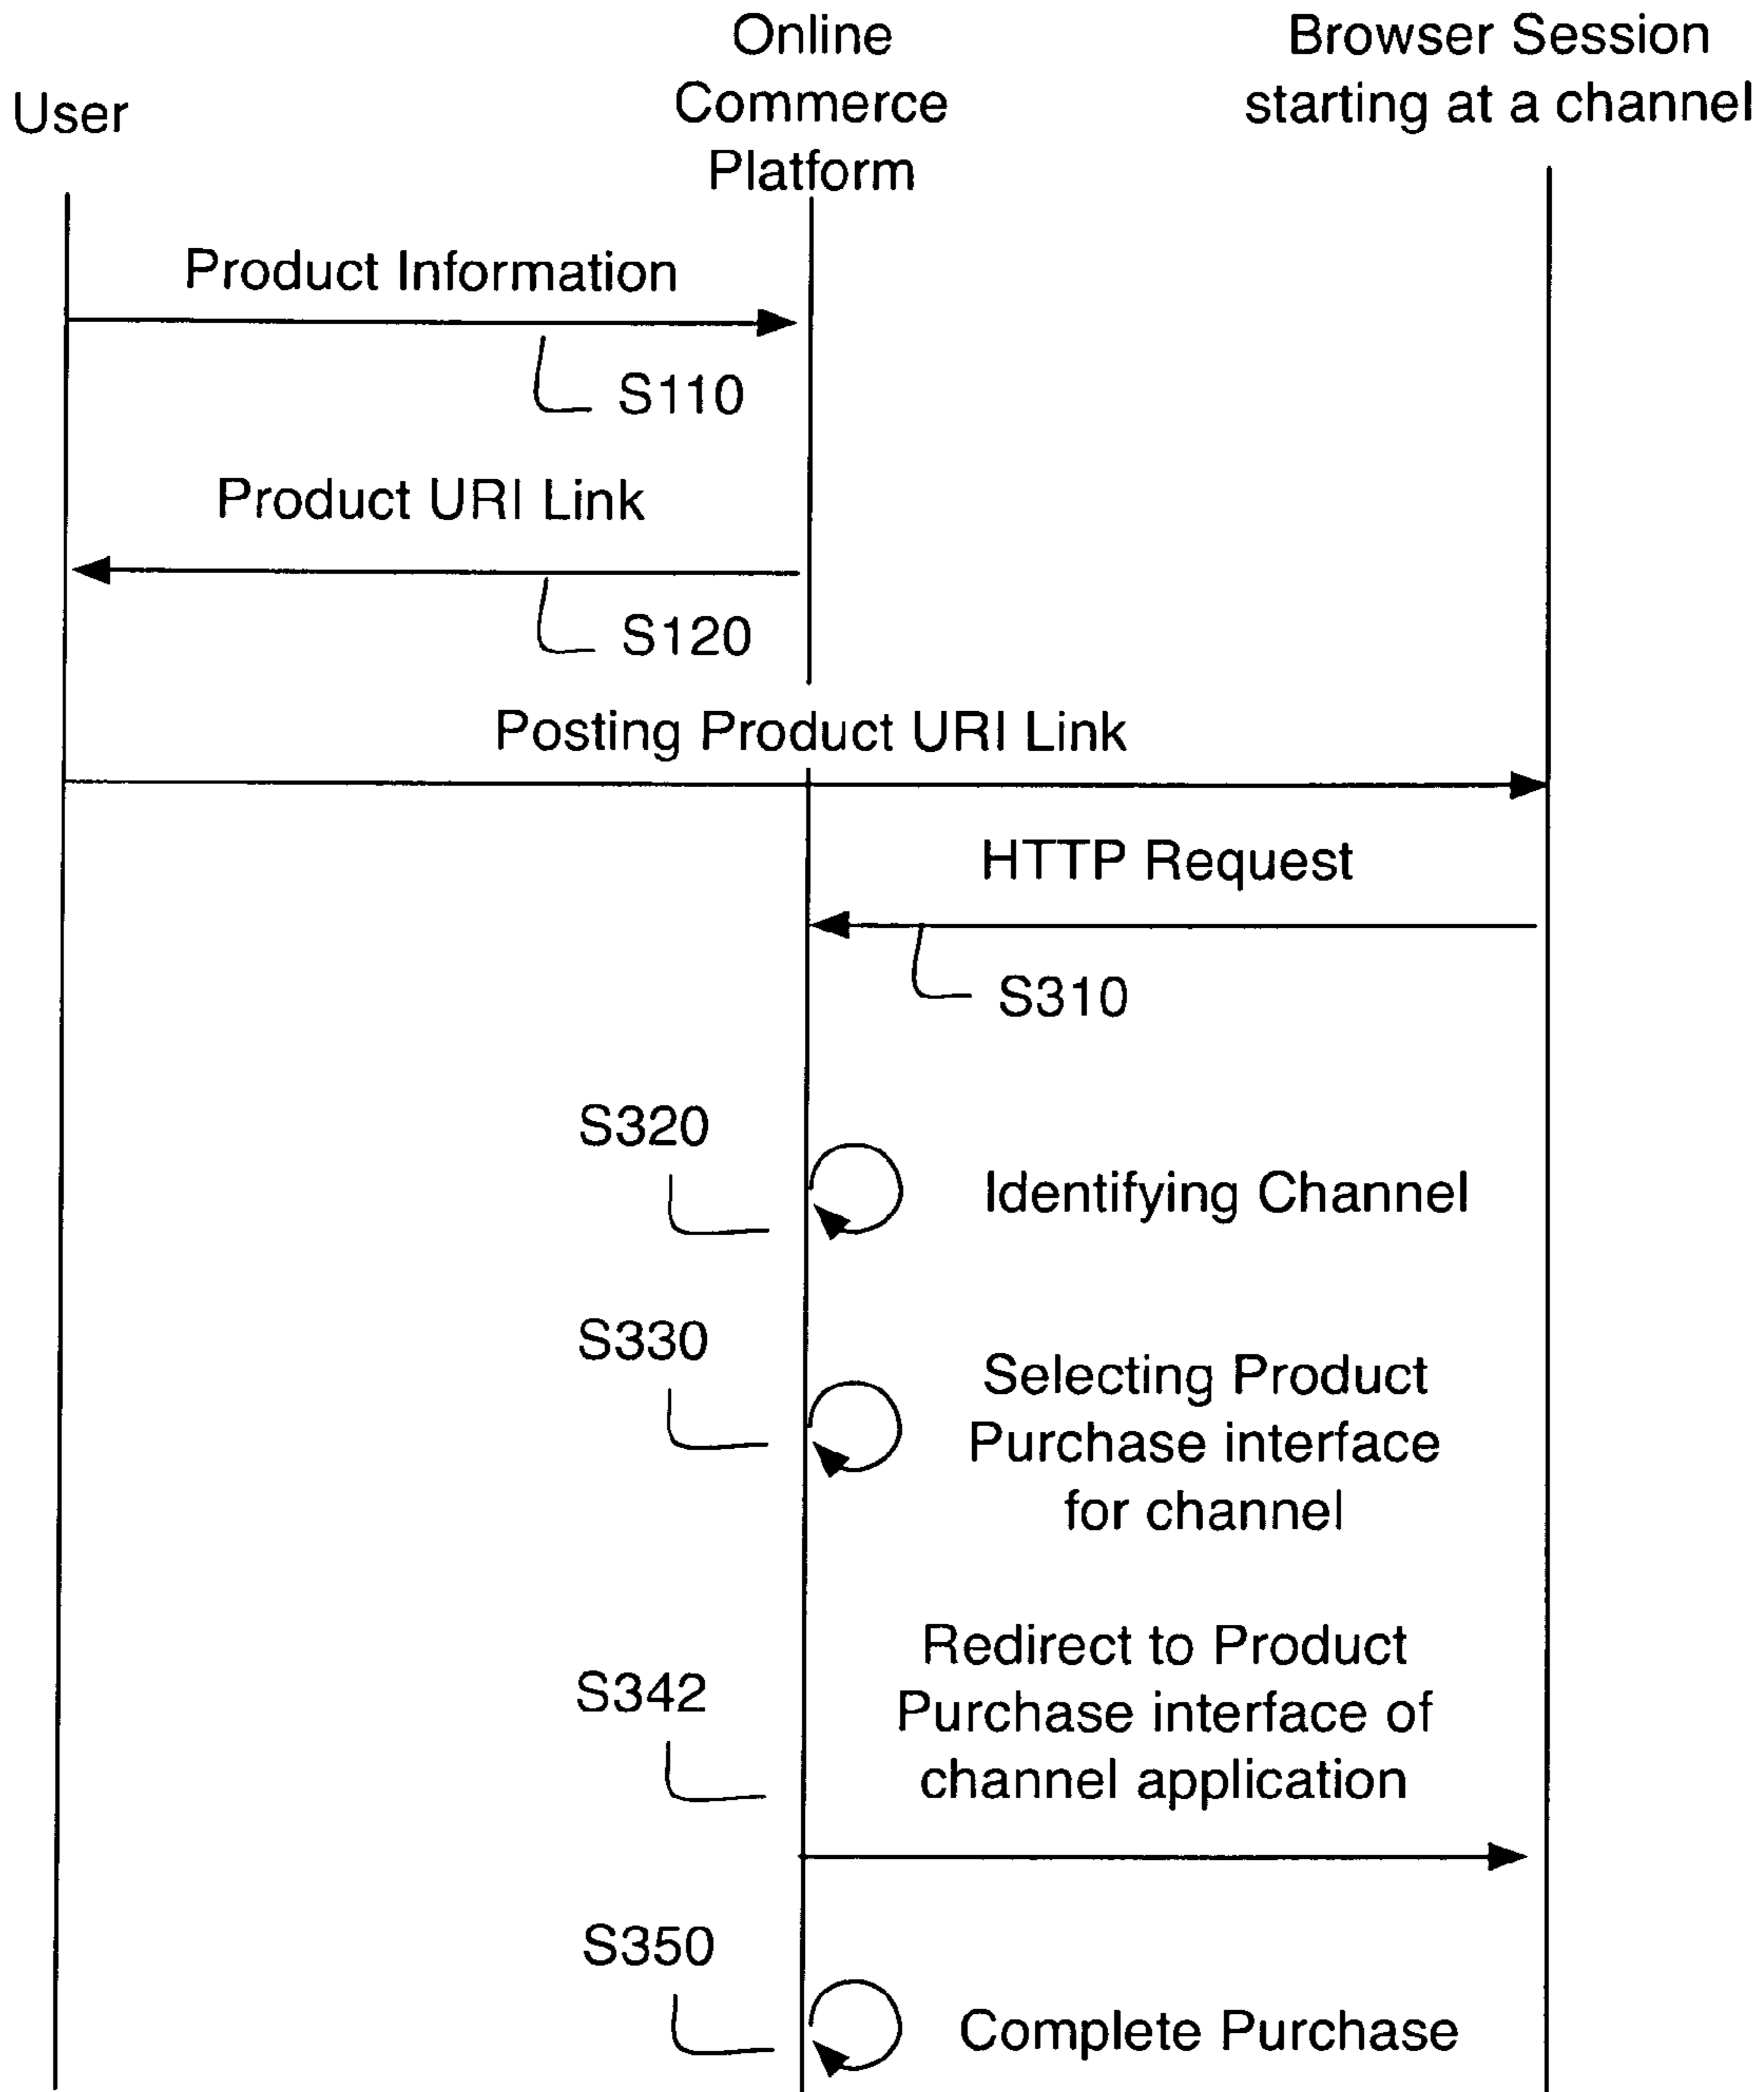 User
Online
Commerce
Platform
Browser Session
starting at a channel
Product Information
S110
Product URI Link
S120
Posting Product URI Link
HTTP Request
S310
S320
Identifying Channel
S330
Selecting Product
Purchase interface
for channel
S342
Redirect to Product
Purchase interface of
channel application
S350
Complete Purchase